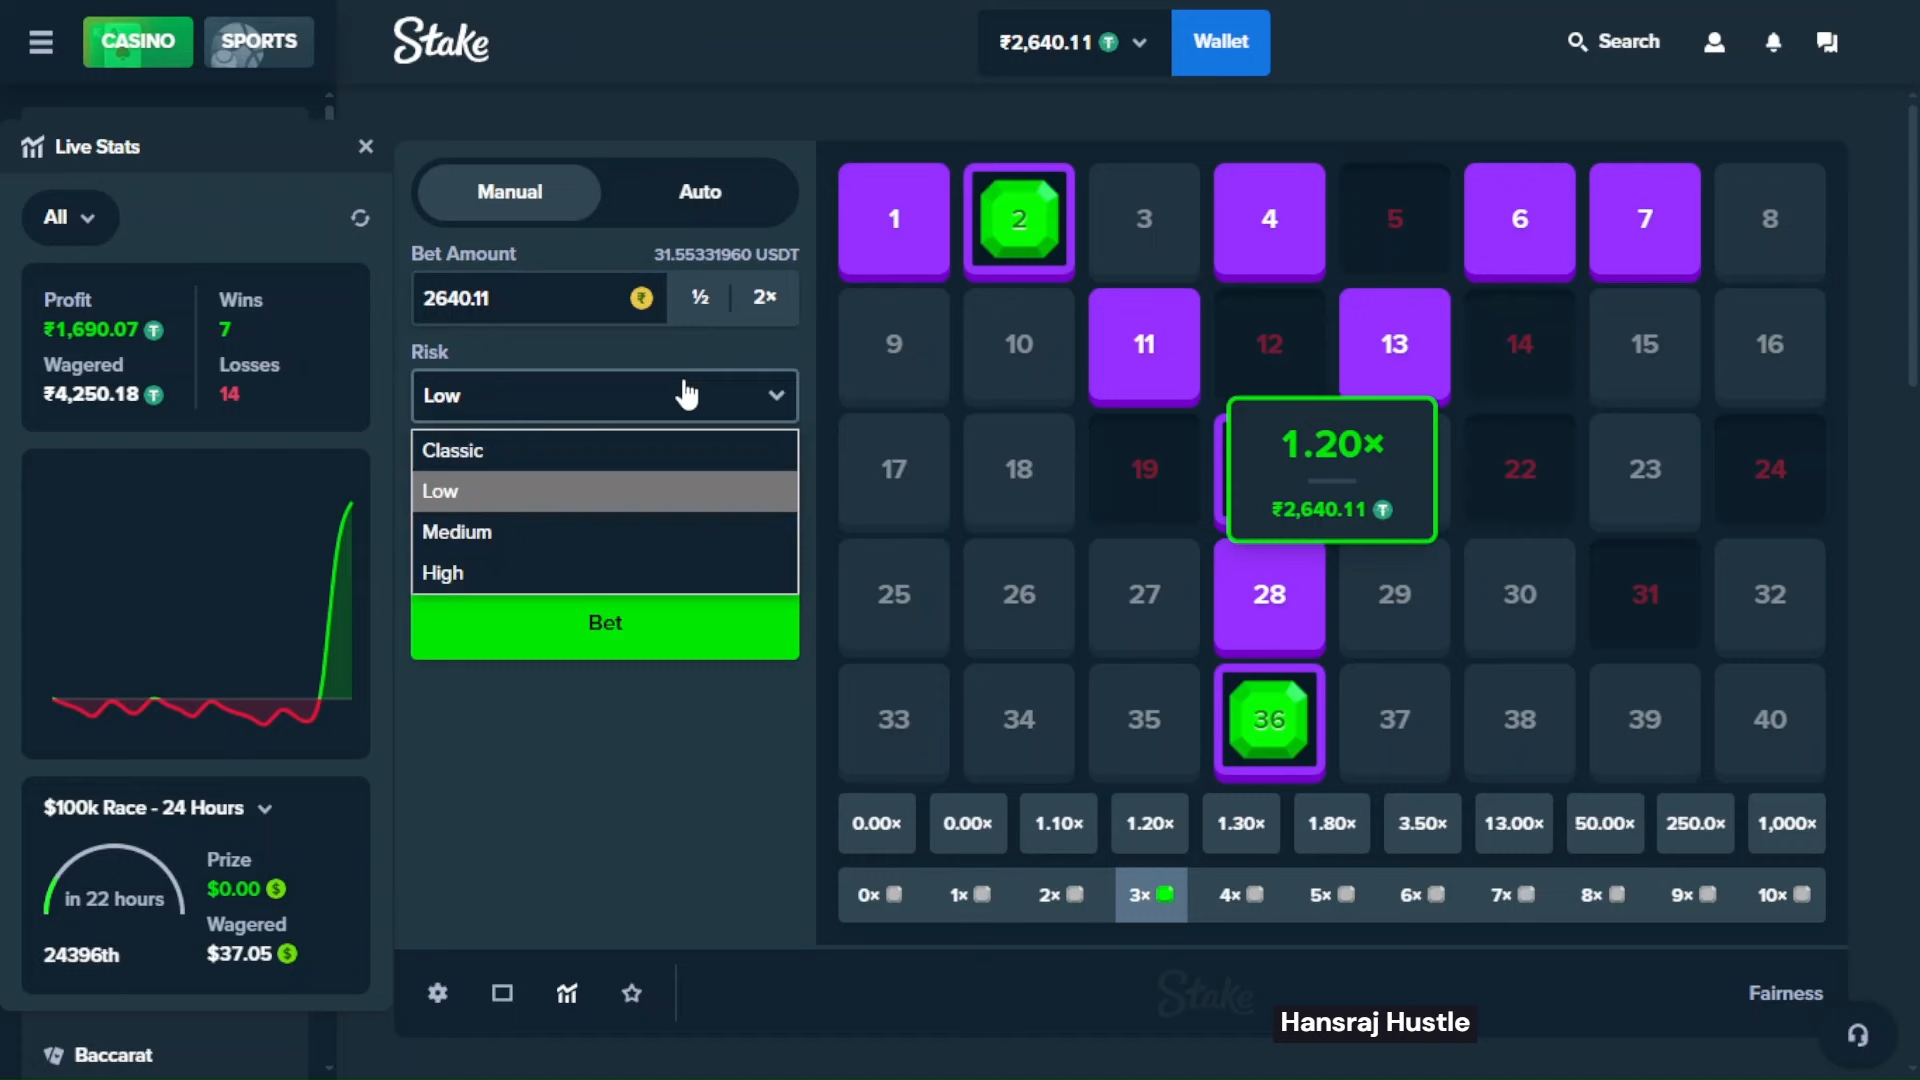 CASINO
SPORTS
Stake
₹2,640.11
Wallet
Search
Live Stats
All
Profit
₹1,690.07
Wins
7
Wagered
₹4,250.18
Losses
14
$100k Race - 24 Hours
in 22 hours
24396th
Prize
$0.00
Wagered
$37.05
Baccarat
Manual
Auto
Bet Amount
31.55331960 USDT
2640.11
½
2×
Risk
Low
Classic
Low
Medium
High
Bet
1 2 3 4 5 6 7 8
9 10 11 12 13 14 15 16
17 18 19 22 23 24
1.20×
₹2,640.11
25 26 27 28 29 30 31 32
33 34 35 36 37 38 39 40
0.00× 0.00× 1.10× 1.20× 1.30× 1.80× 3.50× 13.00× 50.00× 250.0× 1,000×
0× 1× 2× 3× 4× 5× 6× 7× 8× 9× 10×
Stake
Fairness
Hansraj Hustle